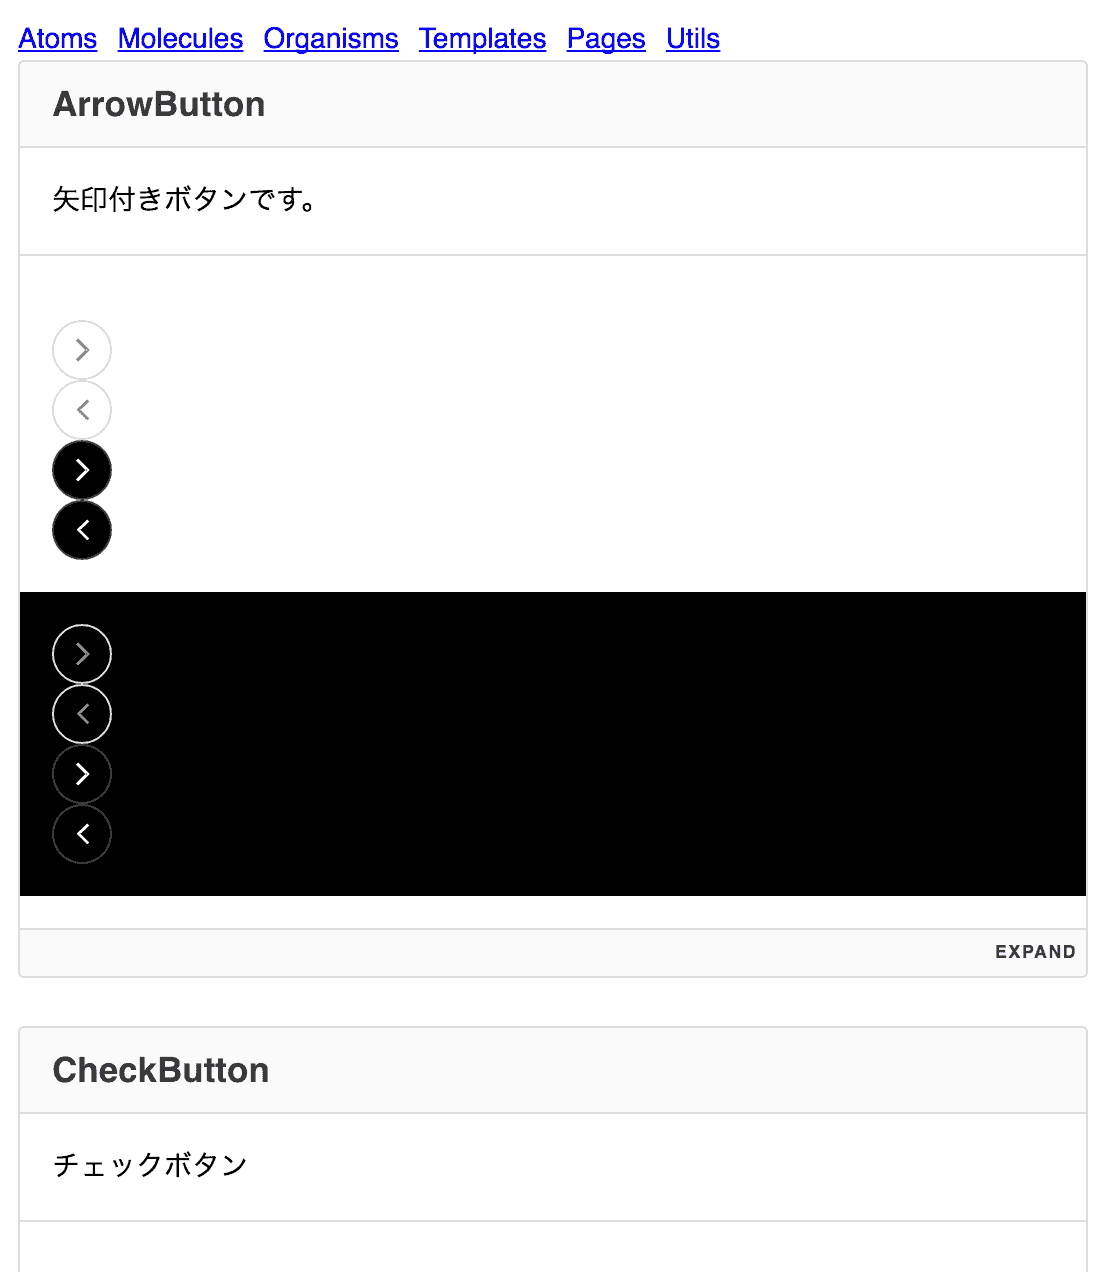 Atoms Molecules Organisms Templates Pages Utils
ArrowButton
矢印付きボタンです。
EXPAND
CheckButton
チェックボタン